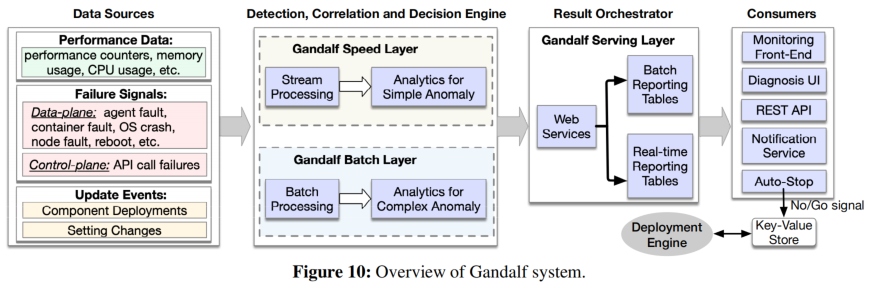 Data Sources
Performance Data:
performance counters, memory
usage, CPU usage, etc.
Failure Signals:
Data-plane: agent fault,
container fault, OS crash,
node fault, reboot, etc.
Control-plane: API call failures
Update Events:
Component Deployments
Setting Changes
Detection, Correlation and Decision Engine
Gandalf Speed Layer
Stream
Processing
Analytics for
Simple Anomaly
Gandalf Batch Layer
Batch
Processing
Analytics for
Complex Anomaly
Result Orchestrator
Gandalf Serving Layer
Web
Services
Batch
Reporting
Tables
Real-time
Reporting
Tables
Consumers
Monitoring
Front-End
Diagnosis UI
REST API
Notification
Service
Auto-Stop
No/Go signal
Deployment
Engine
Key-Value
Store
Figure 10: Overview of Gandalf system.